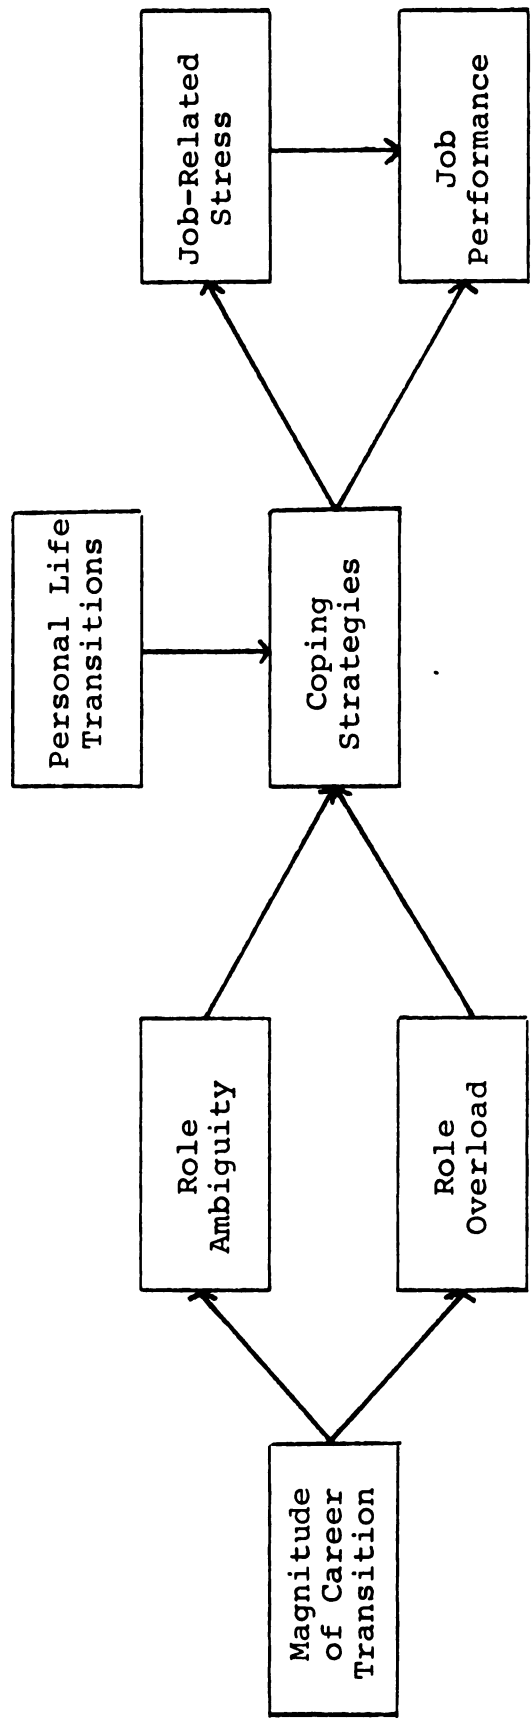 Magnitude
of Career
Transition
Role
Ambiguity
Role
Overload
Personal Life
Transitions
Coping
Strategies
Job-Related
Stress
Job
Performance